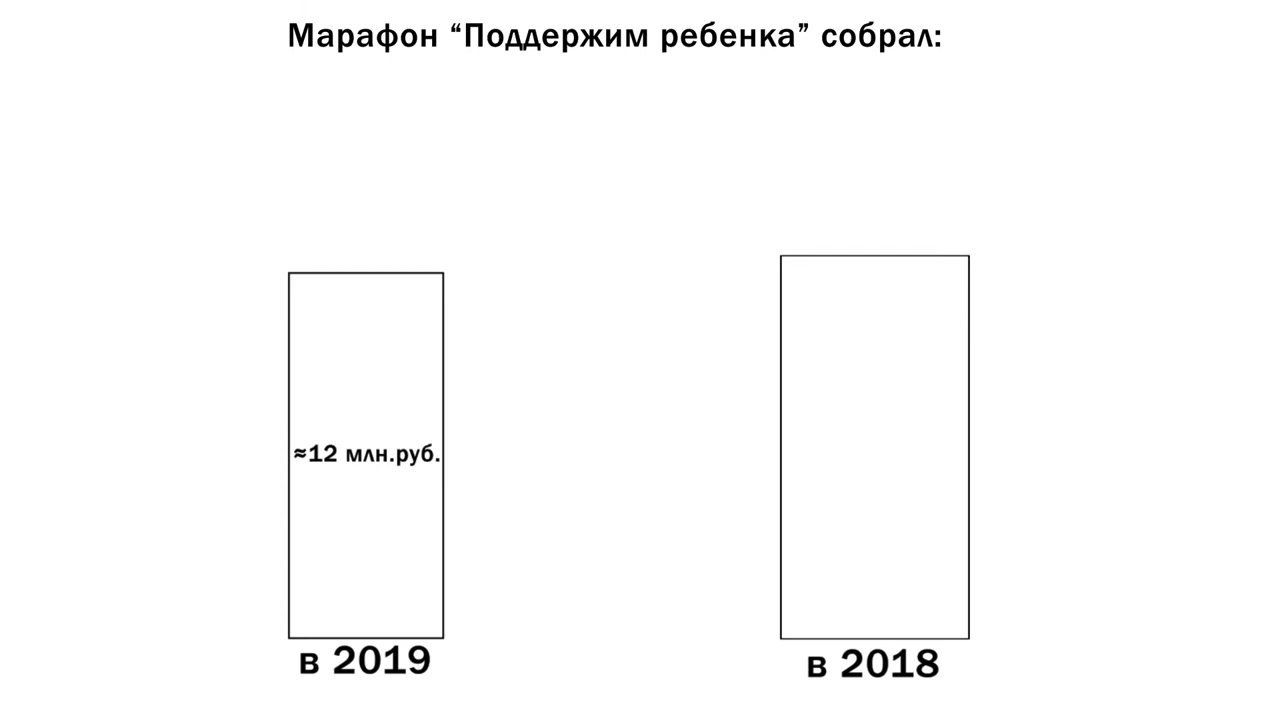 Марафон “Поддержим ребенка” собрал:
≈12 млн.руб.
в 2019
в 2018